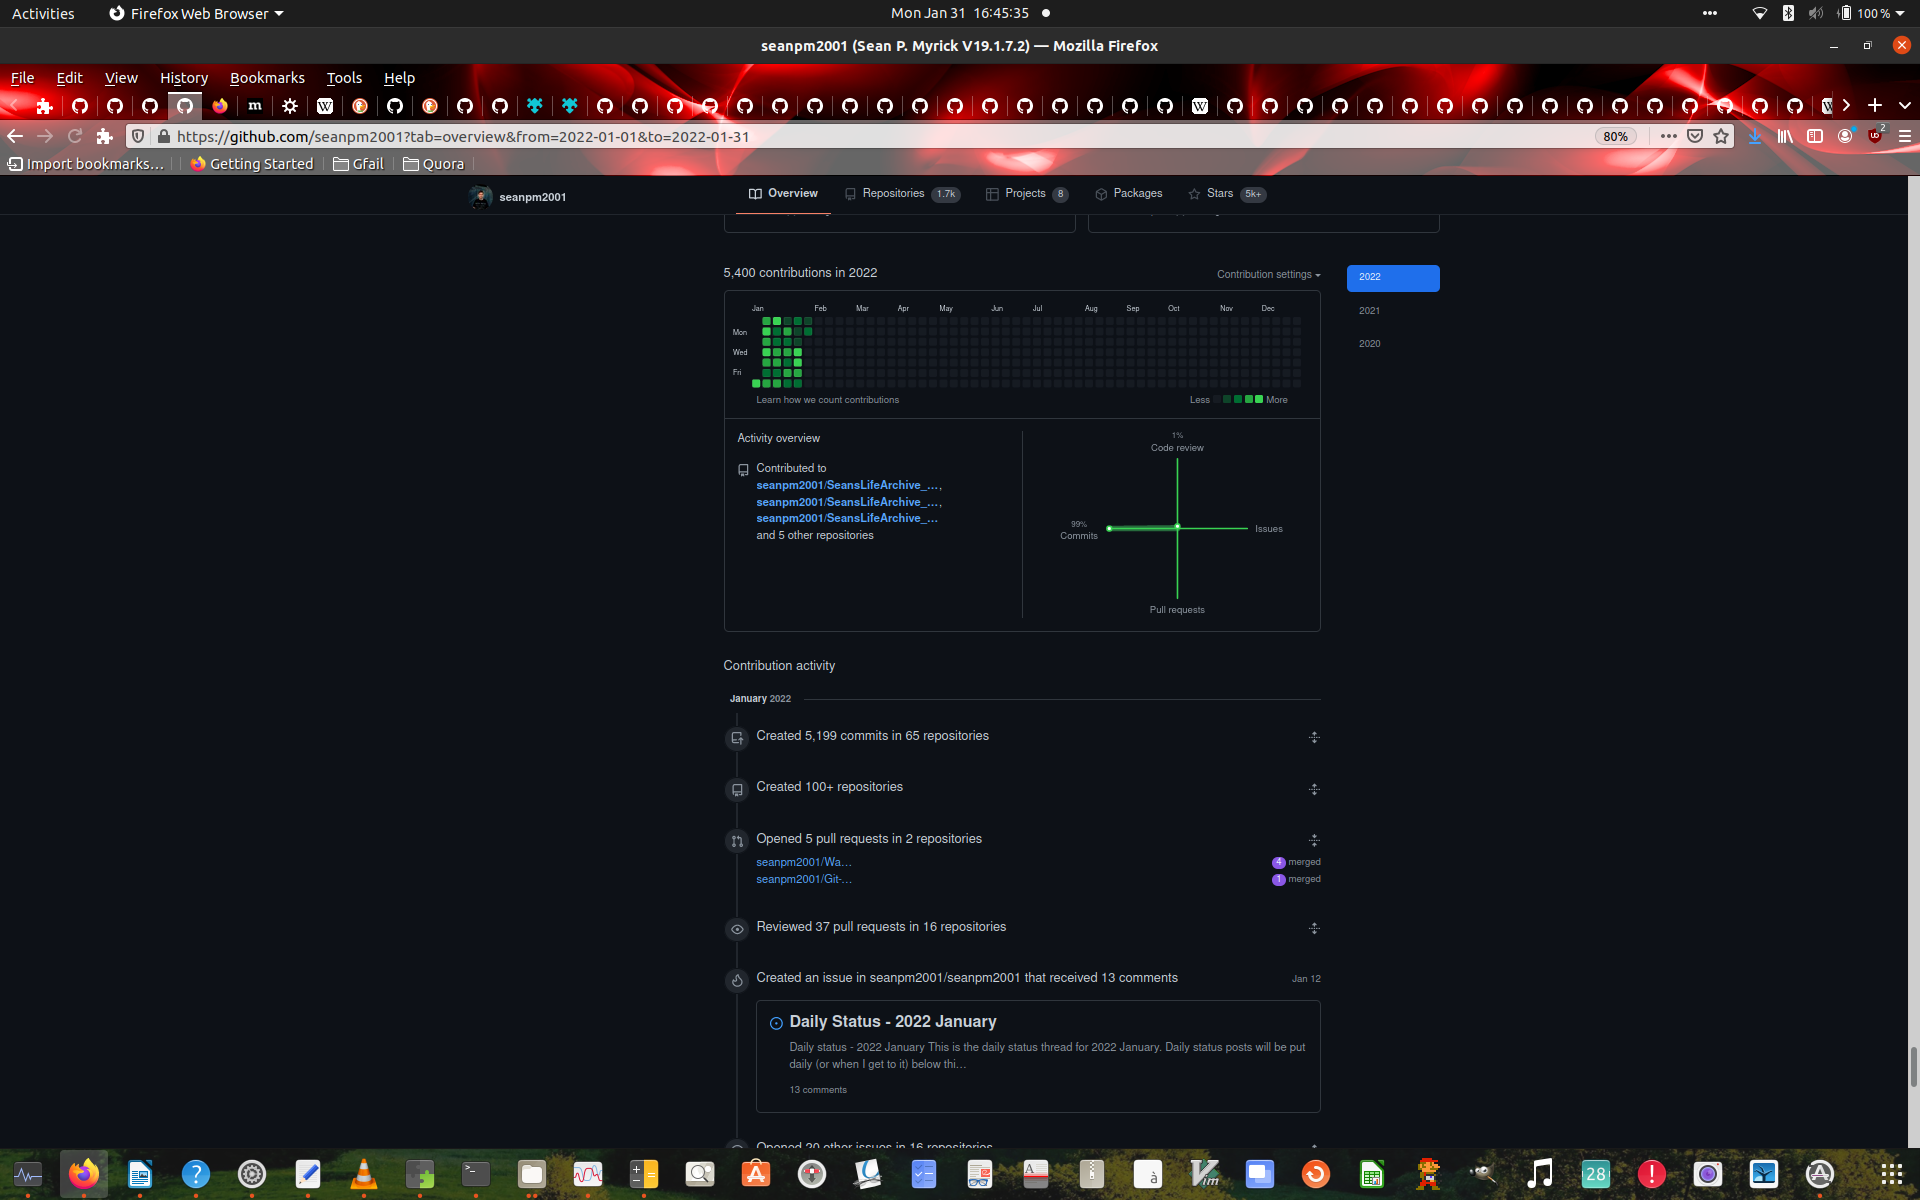 Activities
Firefox Web Browser
Mon Jan 31 16:45:35
100 %
seanpm2001 (Sean P. Myrick V19.1.7.2) — Mozilla Firefox
File Edit View History Bookmarks Tools Help
https://github.com/seanpm2001?tab=overview&from=2022-01-01&to=2022-01-31
80%
2
Import bookmarks…
Getting Started
Gfail
Quora
seanpm2001
Overview
Repositories 1.7k
Projects 8
Packages
Stars 5k+
5,400 contributions in 2022
Contribution settings
2022
2021
2020
Jan Feb Mar Apr May Jun Jul Aug Sep Oct Nov Dec
Mon
Wed
Fri
Learn how we count contributions
Less More
Activity overview
Contributed to
seanpm2001/SeansLifeArchive_…,
seanpm2001/SeansLifeArchive_…,
seanpm2001/SeansLifeArchive_…
and 5 other repositories
1%
Code review
99%
Commits
Issues
Pull requests
Contribution activity
January 2022
Created 5,199 commits in 65 repositories
Created 100+ repositories
Opened 5 pull requests in 2 repositories
seanpm2001/Wa… 4 merged
seanpm2001/Git-… 1 merged
Reviewed 37 pull requests in 16 repositories
Created an issue in seanpm2001/seanpm2001 that received 13 comments Jan 12
Daily Status - 2022 January
Daily status - 2022 January This is the daily status thread for 2022 January. Daily status posts will be put
daily (or when I get to it) below thi…
13 comments
Opened 20 other issues in 16 repositories
28